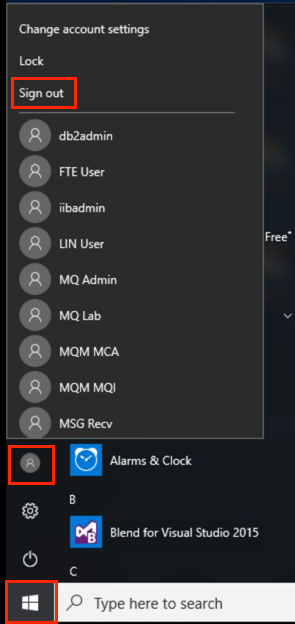 Change account settings
Lock
Sign out
db2admin
FTE User
iibadmin
LIN User
Free*
MQ Admin
MQ Lab
MQM MCA
MQM MQI
MSG Recv
Alarms & Clock
B
Blend for Visual Studio 2015
C
Type here to search